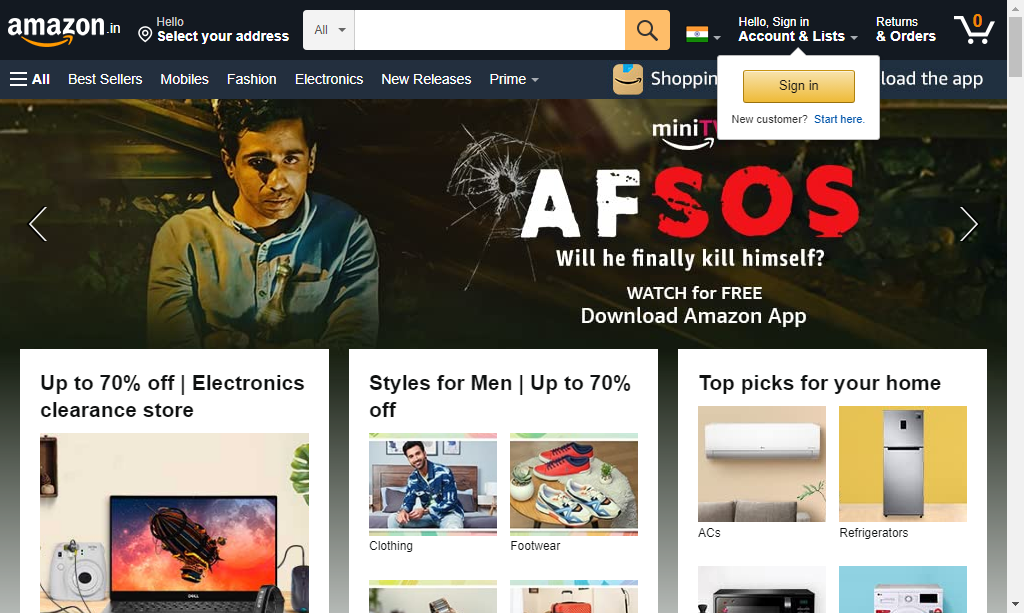 amazon.in
Hello
Select your address
All
Hello, Sign in
Account & Lists
Returns
& Orders
0
All
Best Sellers
Mobiles
Fashion
Electronics
New Releases
Prime
load the app
Sign in
New customer? Start here.
mini
AFSOS
Will he finally kill himself?
WATCH for FREE
Download Amazon App
Up to 70% off | Electronics
clearance store
DELL
Styles for Men | Up to 70%
off
Clothing
Footwear
Top picks for your home
ACs
Refrigerators